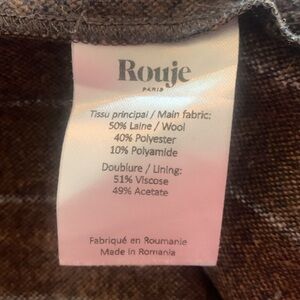 Rouje
PARIS
Tissu principal / Main fabric:
50% Laine / Wool
40% Polyester
10% Polyamide
Doublure / Lining:
51% Viscose
49% Acetate
Fabriqué en Roumanie
Made in Romania